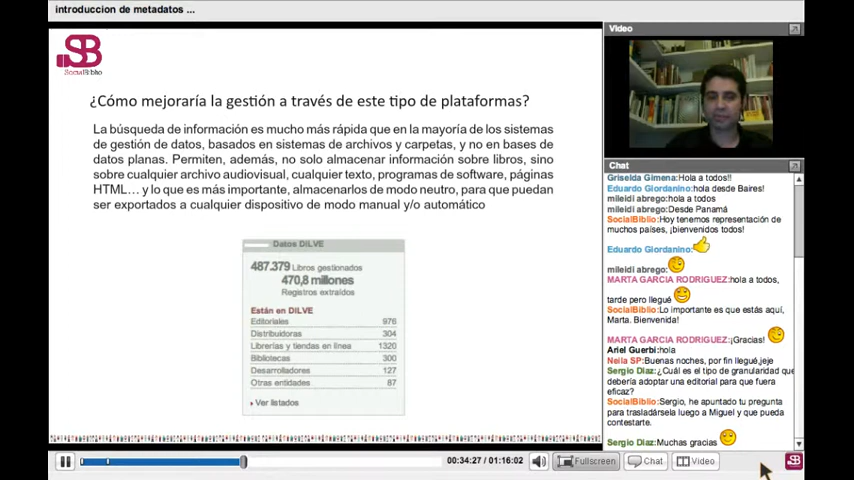 introduccion de metadatos ...
SB
SocialBiblio
¿Cómo mejoraría la gestión a través de este tipo de plataformas?
La búsqueda de información es mucho más rápida que en la mayoría de los sistemas
de gestión de datos, basados en sistemas de archivos y carpetas, y no en bases de
datos planas. Permiten, además, no solo almacenar información sobre libros, sino
sobre cualquier archivo audiovisual, cualquier texto, programas de software, páginas
HTML… y lo que es más importante, almacenarlos de modo neutro, para que puedan
ser exportados a cualquier dispositivo de modo manual y/o automático
Datos DILVE
487.379 Libros gestionados
470,8 millones
Registros extraídos
Están en DILVE
Editoriales 976
Distribuidoras 304
Librerías y tiendas en línea 1320
Bibliotecas 300
Desarrolladores 127
Otras entidades 87
Ver listados
Video
Chat
Griselda Gimena:Hola a todos!!
Eduardo Giordanino:hola desde Baires!
mileidi abrego:hola a todos
mileidi abrego:Desde Panamá
SocialBiblio:Hoy tenemos representación de
muchos países, ¡bienvenidos todos!
Eduardo Giordanino:
mileidi abrego:
MARTA GARCIA RODRIGUEZ:hola a todos,
tarde pero llegué
SocialBiblio:Lo importante es que estás aquí,
Marta. Bienvenida!
MARTA GARCIA RODRIGUEZ:¡Gracias!
Ariel Guerbi:hola
Neila SP:Buenas noches, por fin llegué,jeje
Sergio Diaz:¿Cuál es el tipo de granularidad que
debería adoptar una editorial para que fuera
eficaz?
SocialBiblio:Sergio, he apuntado tu pregunta
para trasladársela luego a Miguel y que pueda
contestarte.
Sergio Diaz:Muchas gracias
00:34:27/01:16:02
Fullscreen
Chat
Video
SB